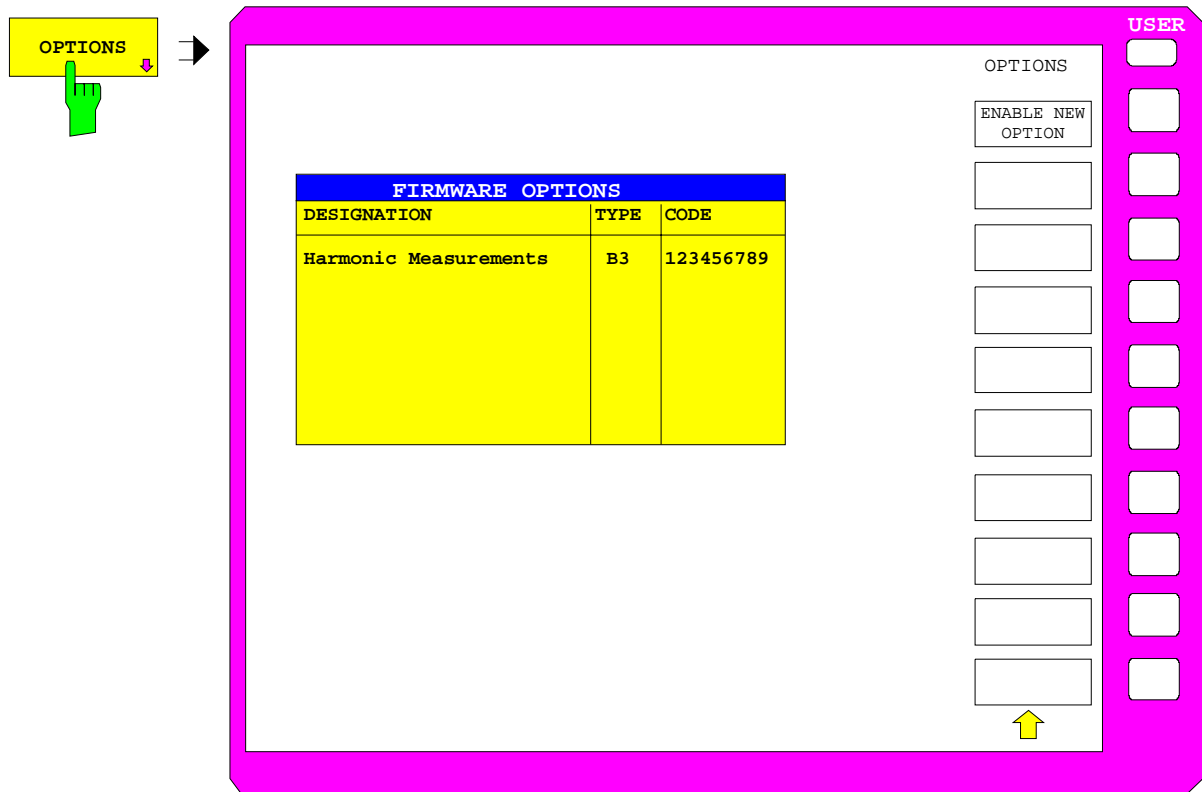 OPTIONS
USER
OPTIONS
ENABLE NEW
OPTION
FIRMWARE OPTIONS
DESIGNATION TYPE CODE
Harmonic Measurements B3 123456789